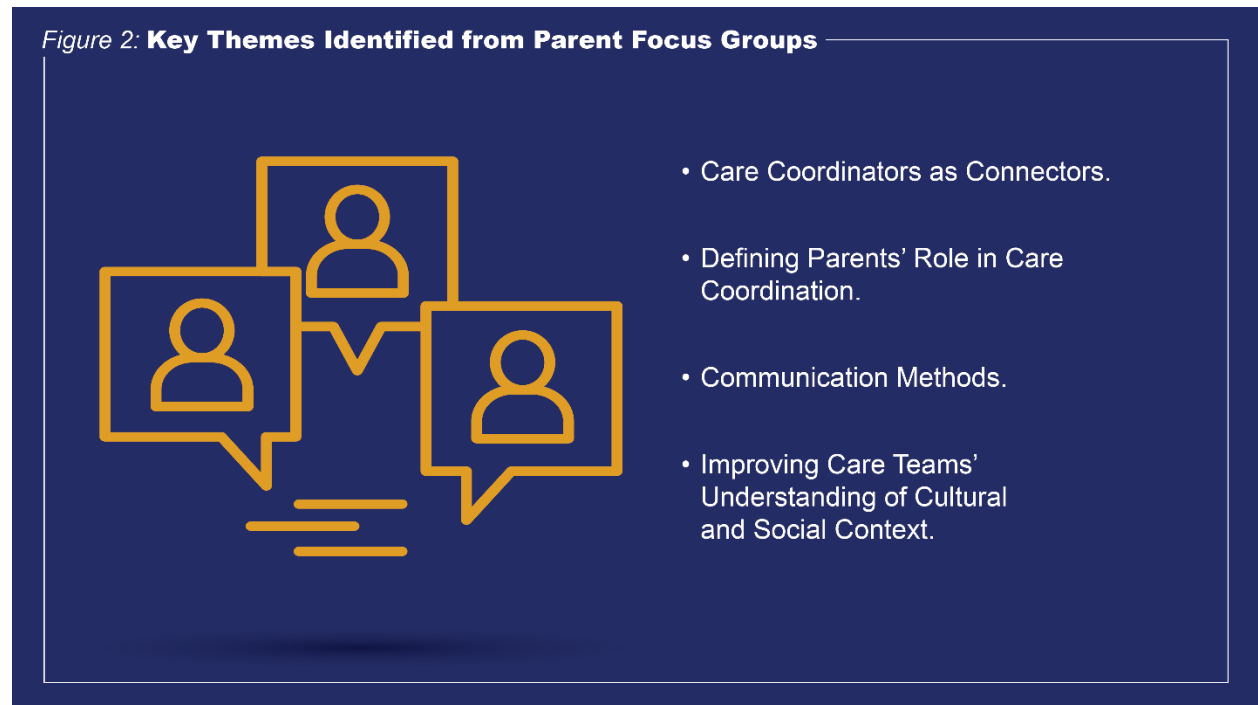 Figure 2: Key Themes Identified from Parent Focus Groups
• Care Coordinators as Connectors.
• Defining Parents’ Role in Care
Coordination.
• Communication Methods.
• Improving Care Teams’
Understanding of Cultural
and Social Context.